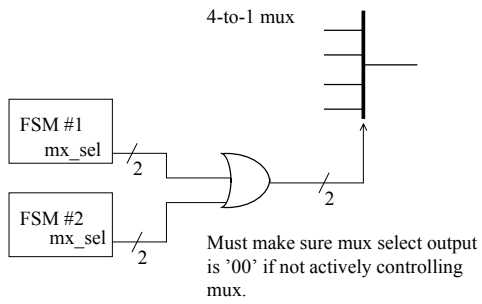 4-to-1 mux
FSM #1
mx_sel
2
FSM #2
mx_sel
2
2
Must make sure mux select output
is ’00’ if not actively controlling
mux.